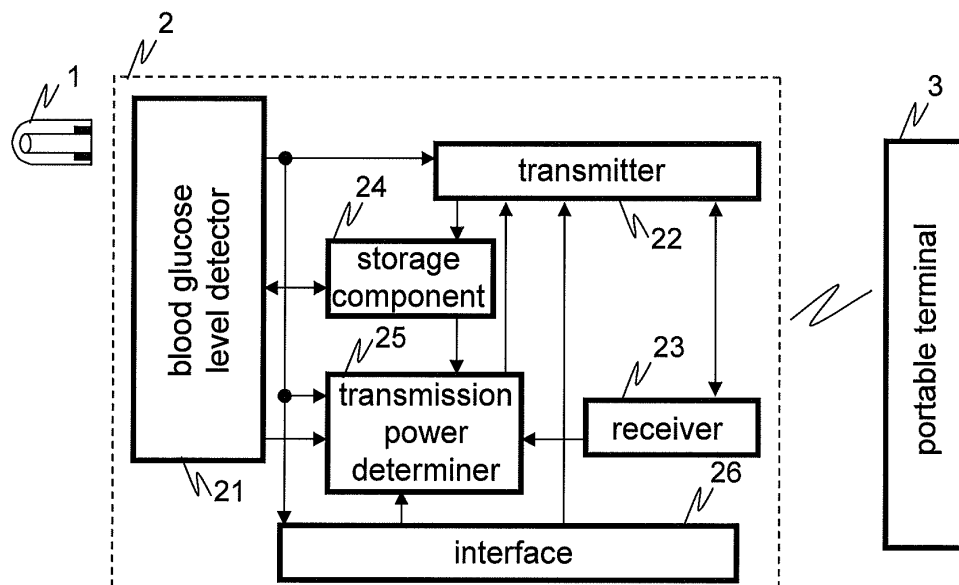 2
1
3
transmitter
24
22
storage
component
blood glucose
level detector
25
23
transmission
power
determiner
receiver
portable terminal
21
26
interface